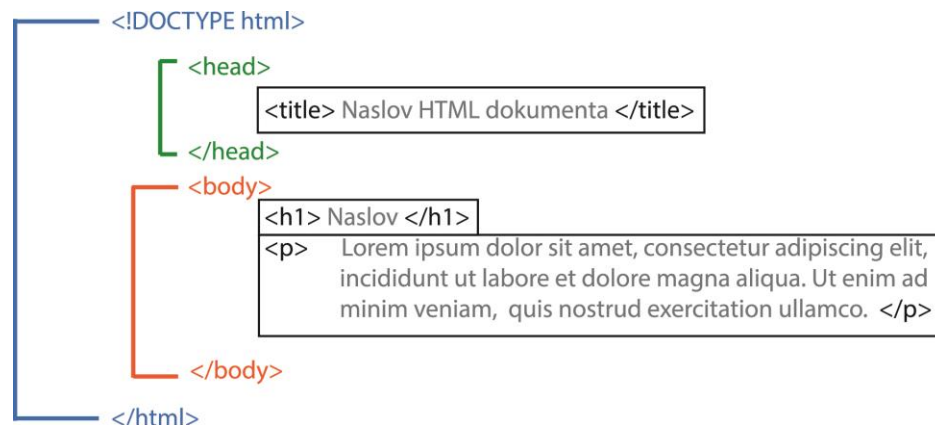 <!DOCTYPE html>
<head>
<title> Naslov HTML dokumenta </title>
</head>
<body>
<h1> Naslov </h1>
<p> Lorem ipsum dolor sit amet, consectetur adipiscing elit,
incididunt ut labore et dolore magna aliqua. Ut enim ad
minim veniam, quis nostrud exercitation ullamco. </p>
</body>
</html>